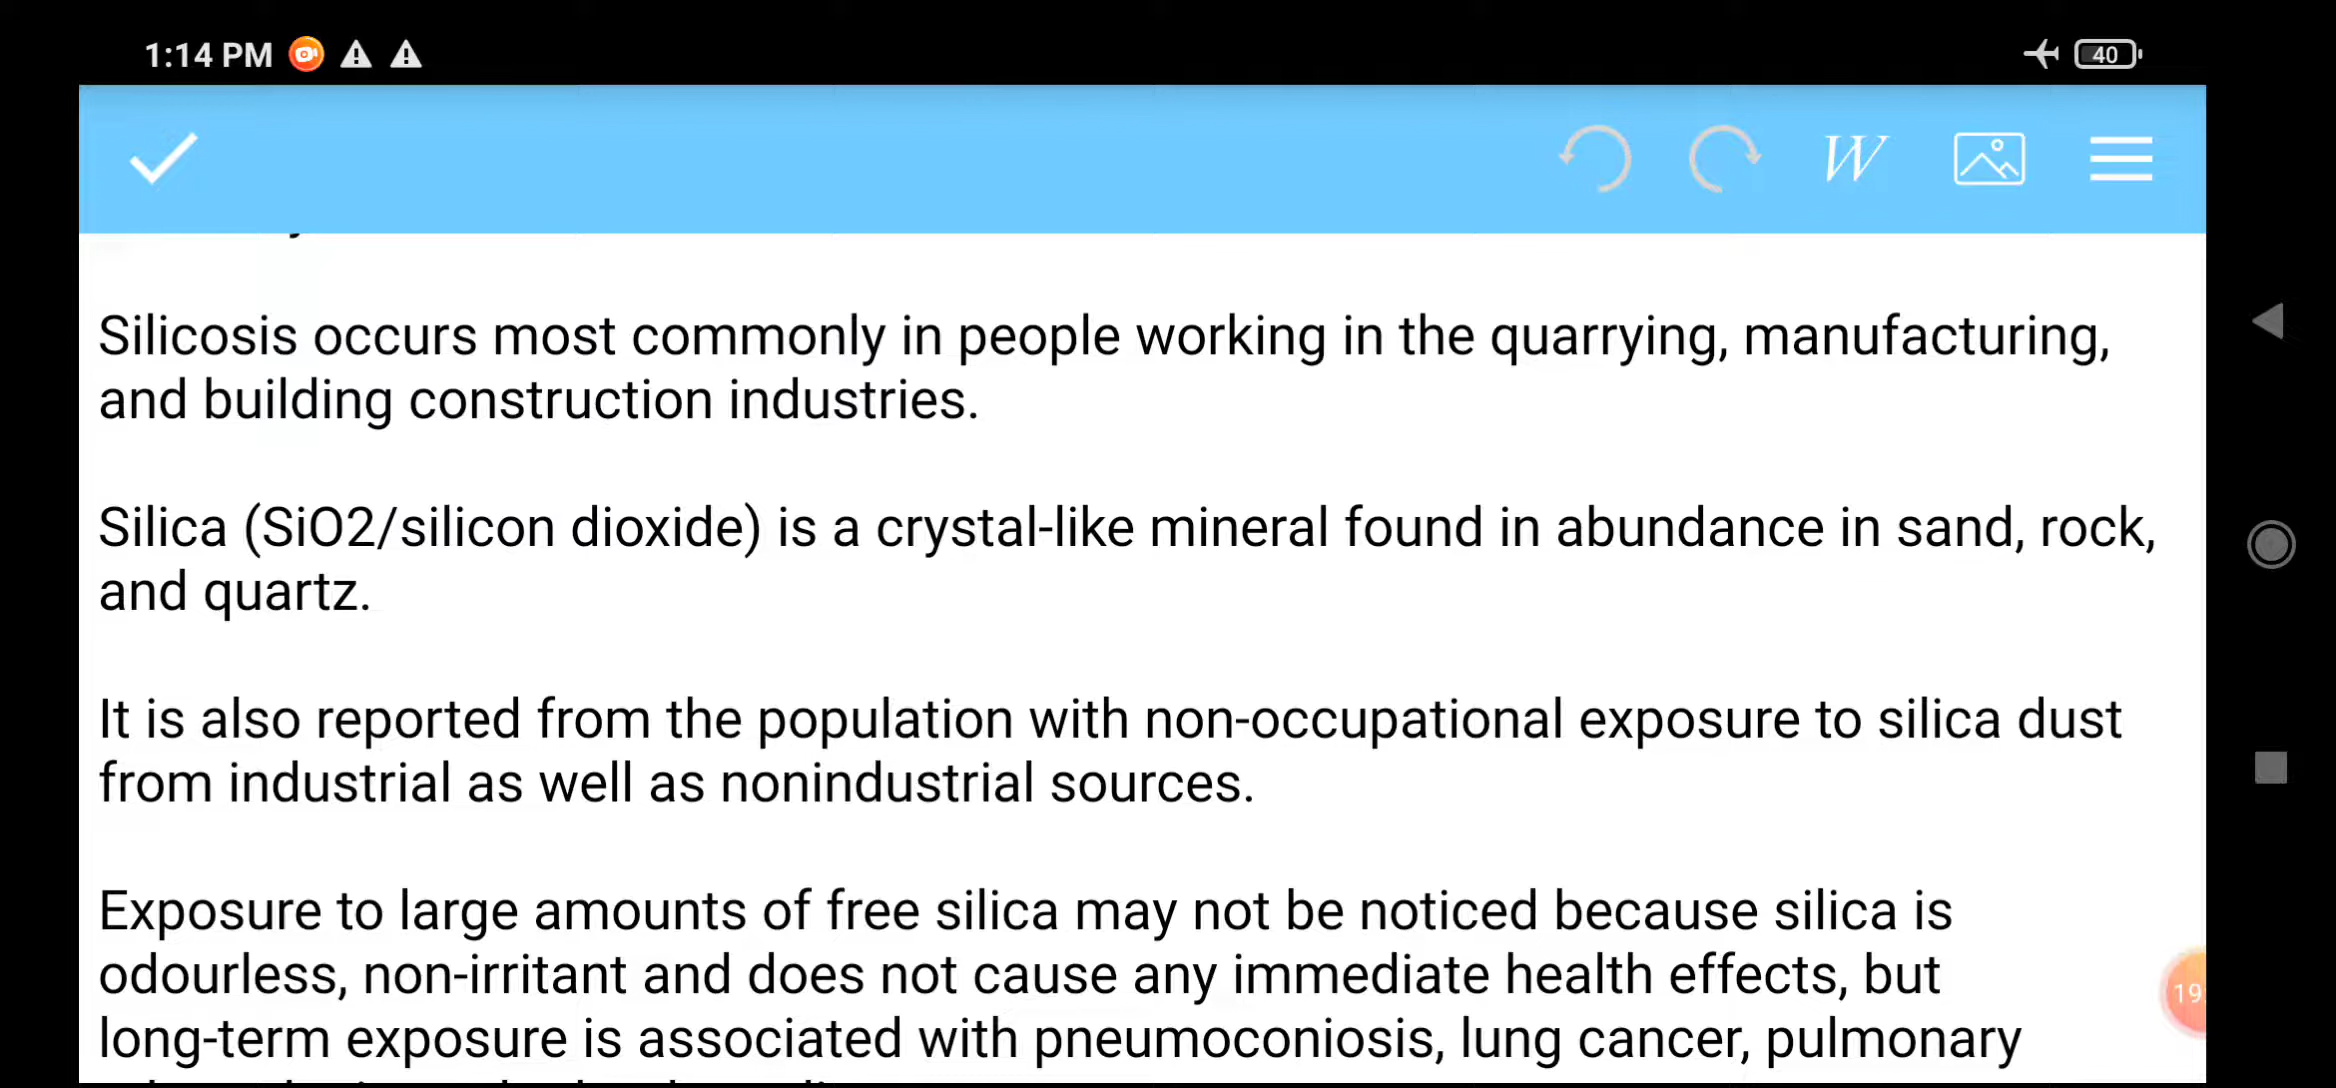 1:14 PM
40
W
Silicosis occurs most commonly in people working in the quarrying, manufacturing,
and building construction industries.
Silica (SiO2/silicon dioxide) is a crystal-like mineral found in abundance in sand, rock,
and quartz.
It is also reported from the population with non-occupational exposure to silica dust
from industrial as well as nonindustrial sources.
Exposure to large amounts of free silica may not be noticed because silica is
odourless, non-irritant and does not cause any immediate health effects, but
19
long-term exposure is associated with pneumoconiosis, lung cancer, pulmonary